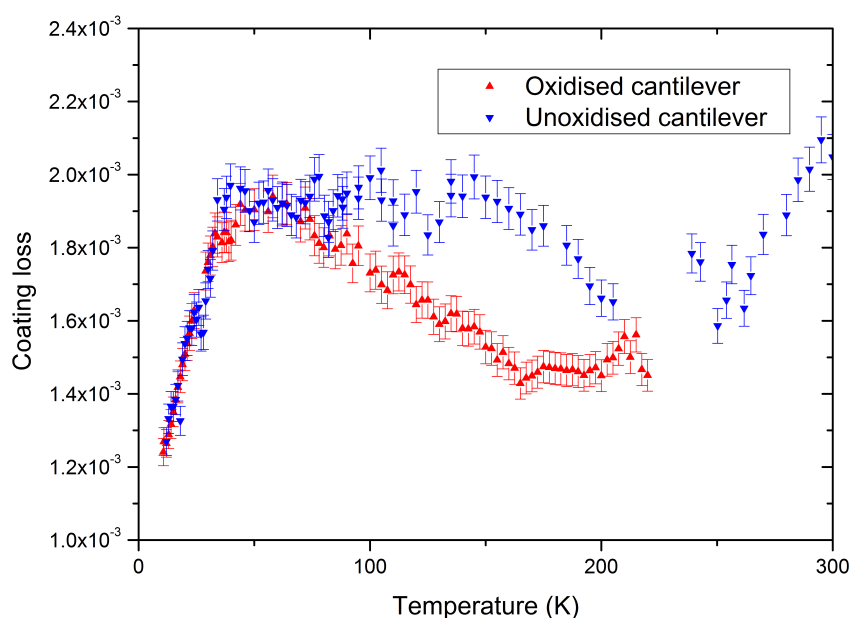 2.4x10⁻³
2.2x10⁻³
2.0x10⁻³
1.8x10⁻³
1.6x10⁻³
1.4x10⁻³
1.2x10⁻³
1.0x10⁻³
Coating loss
Oxidised cantilever
Unoxidised cantilever
0 100 200 300
Temperature (K)